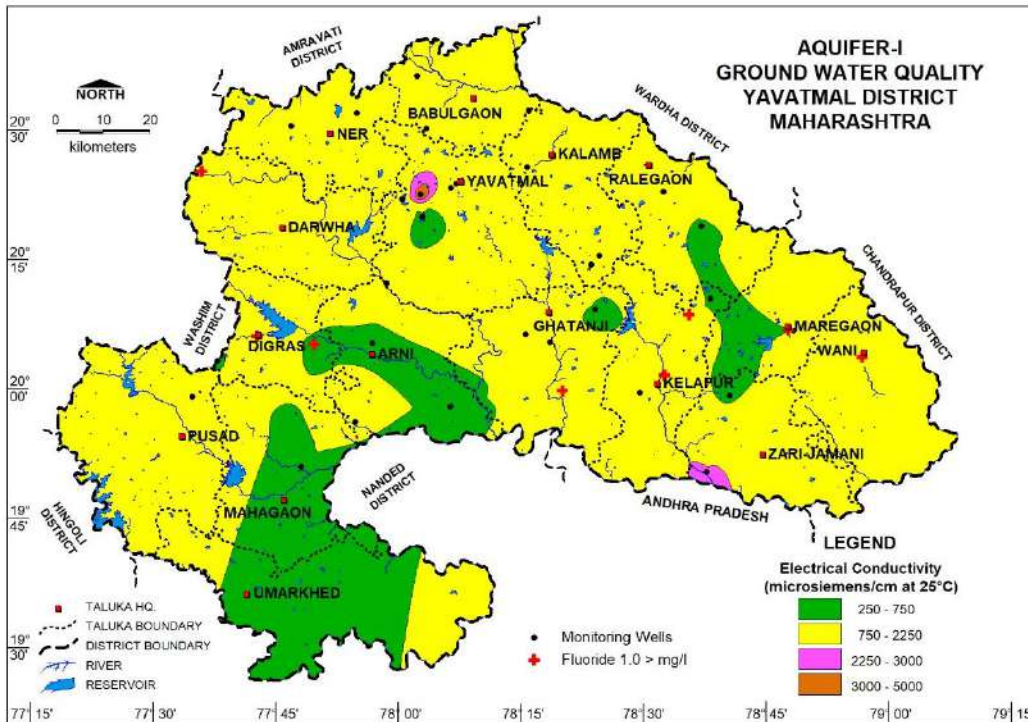 AQUIFER-I
GROUND WATER QUALITY
YAVATMAL DISTRICT
MAHARASHTRA
AMRAVATI
DISTRICT
WARDHA DISTRICT
NORTH
10 0 10 20
kilometers
20°
30'
20°
15'
20°
00'
19°
45'
19°
30'
BABULGAON
NER
KALAMB
RALEGAON
YAVATMAL
DARWHA
CHANDRAPUR DISTRICT
WASHIM
DISTRICT
GHATANJI
MAREGAON
DIGRAS
ARNI
WANI
KELAPUR
PUSAD
ZARI-JAMANI
NANDED
DISTRICT
HINGOLI
DISTRICT
MAHAGAON
ANDHRA PRADESH
UMARKHED
LEGEND
Electrical Conductivity
(microsiemens/cm at 25°C)
250 - 750
750 - 2250
2250 - 3000
3000 - 5000
TALUKA HQ.
TALUKA BOUNDARY
DISTRICT BOUNDARY
RIVER
RESERVOIR
Monitoring Wells
Fluoride 1.0 > mg/l
77°15' 77°30' 77°45' 78°00' 78°15' 78°30' 78°45' 79°00' 79°15'